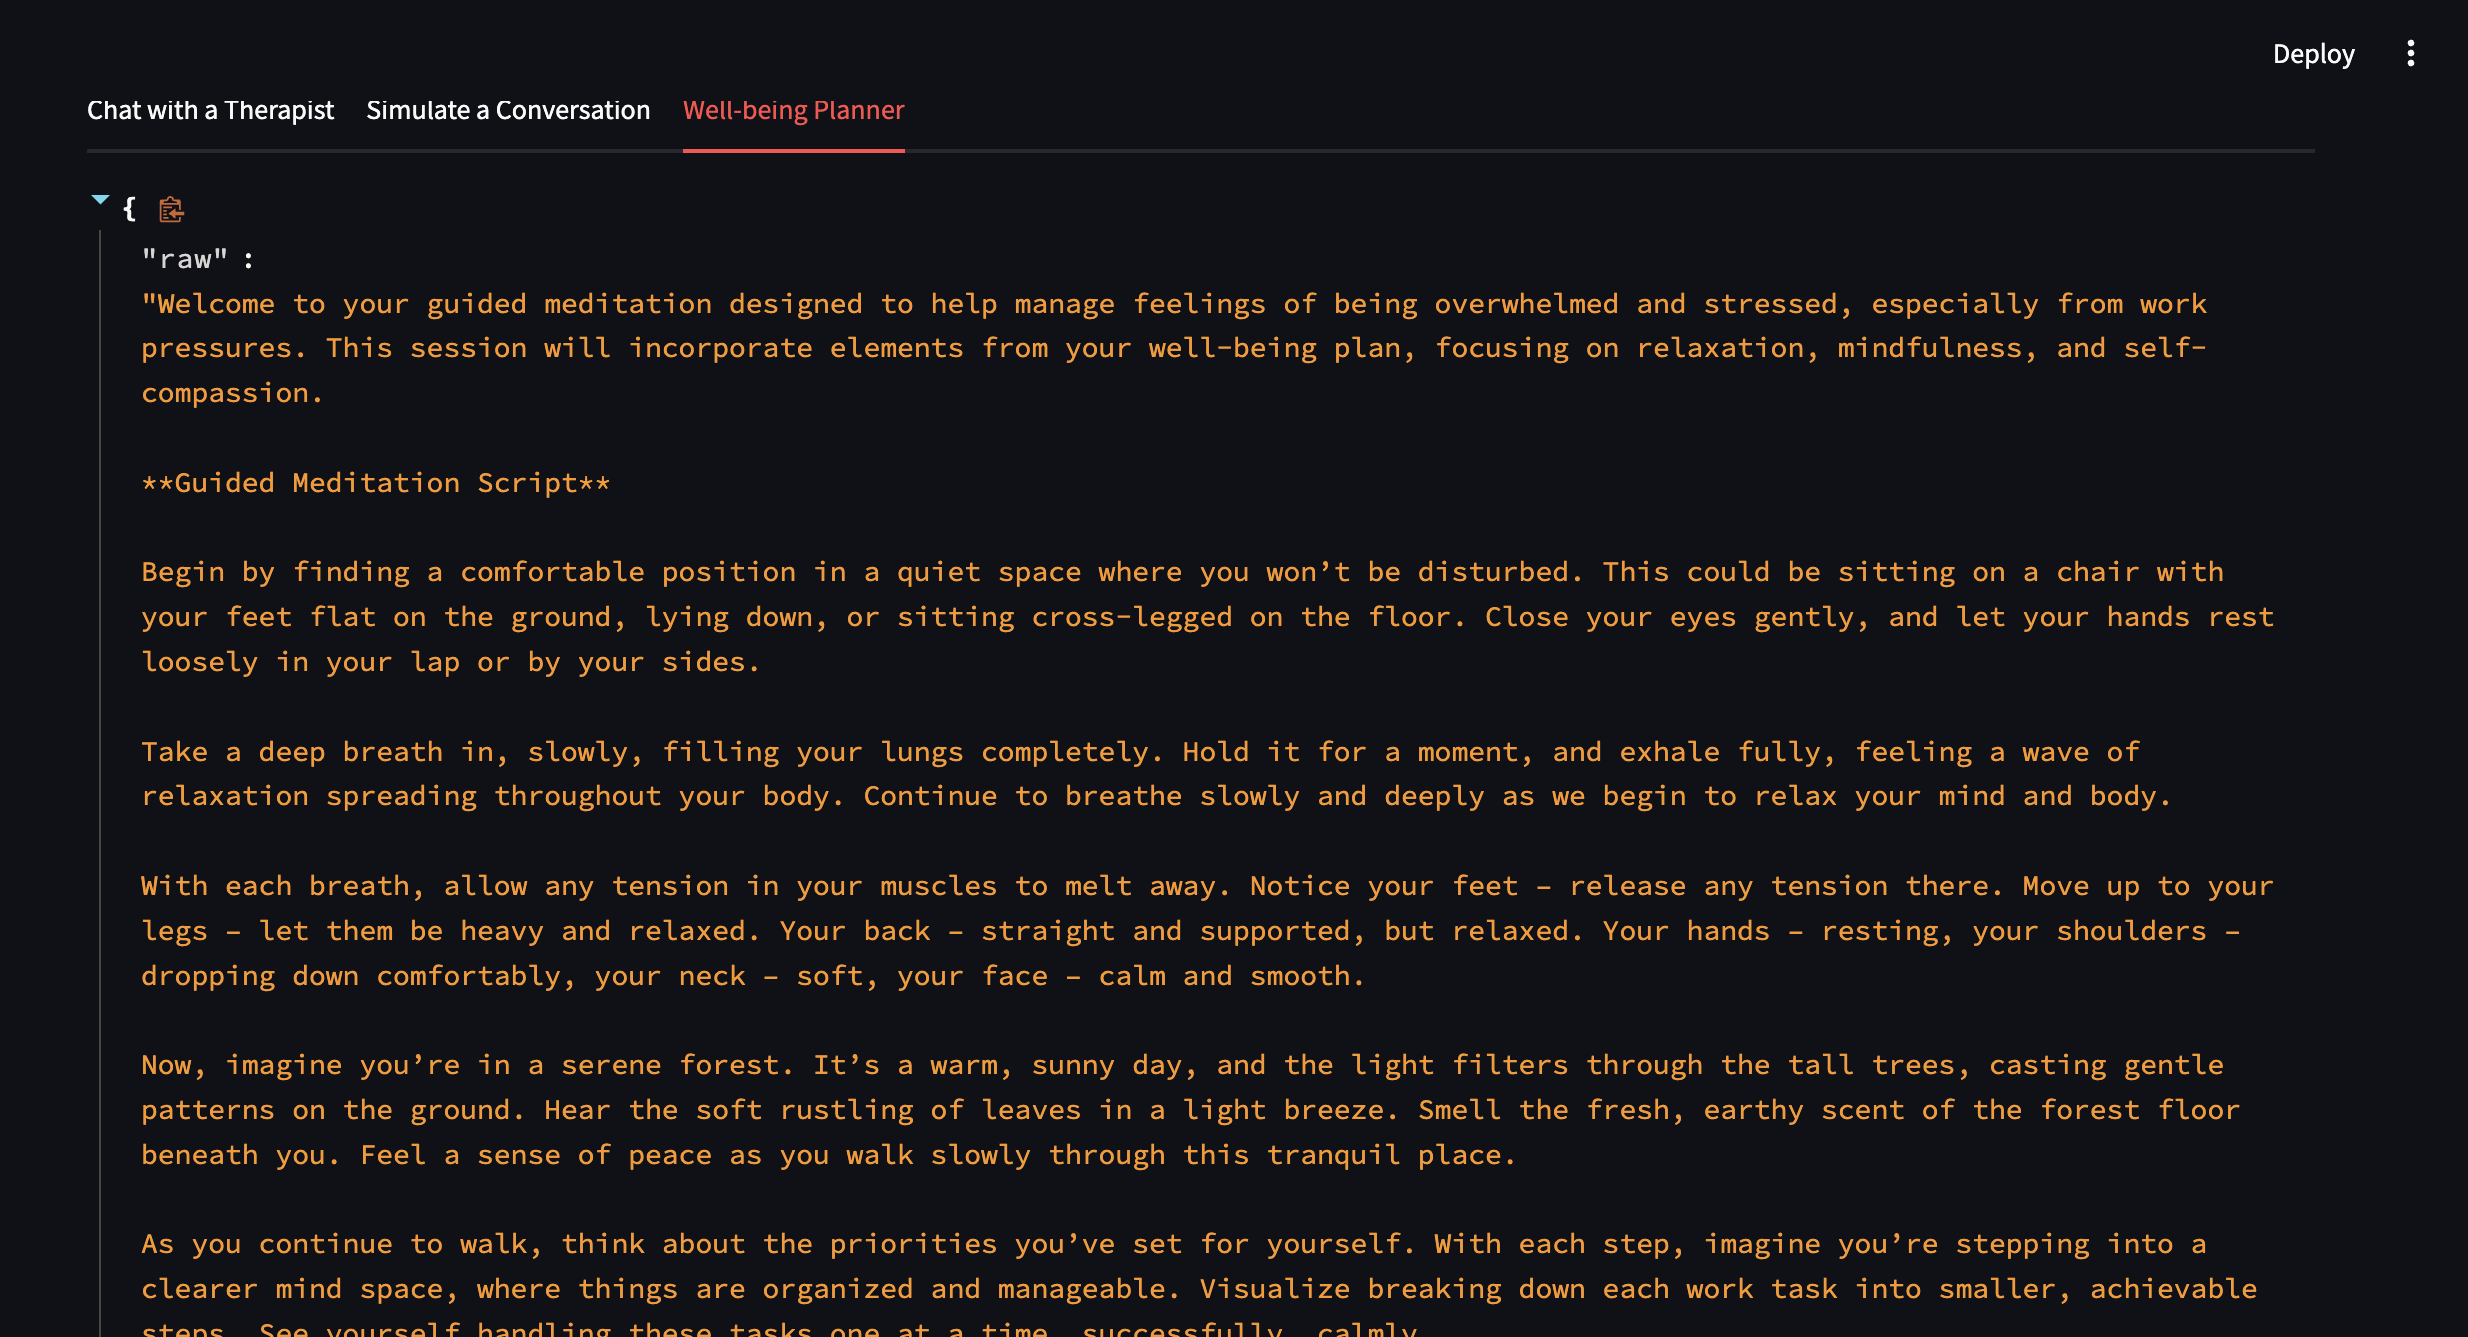 Deploy
Chat with a Therapist Simulate a Conversation Well-being Planner
{
"raw" :
"Welcome to your guided meditation designed to help manage feelings of being overwhelmed and stressed, especially from work
pressures. This session will incorporate elements from your well-being plan, focusing on relaxation, mindfulness, and self-
compassion.
**Guided Meditation Script**
Begin by finding a comfortable position in a quiet space where you won’t be disturbed. This could be sitting on a chair with
your feet flat on the ground, lying down, or sitting cross-legged on the floor. Close your eyes gently, and let your hands rest
loosely in your lap or by your sides.
Take a deep breath in, slowly, filling your lungs completely. Hold it for a moment, and exhale fully, feeling a wave of
relaxation spreading throughout your body. Continue to breathe slowly and deeply as we begin to relax your mind and body.
With each breath, allow any tension in your muscles to melt away. Notice your feet – release any tension there. Move up to your
legs – let them be heavy and relaxed. Your back – straight and supported, but relaxed. Your hands – resting, your shoulders –
dropping down comfortably, your neck – soft, your face – calm and smooth.
Now, imagine you’re in a serene forest. It’s a warm, sunny day, and the light filters through the tall trees, casting gentle
patterns on the ground. Hear the soft rustling of leaves in a light breeze. Smell the fresh, earthy scent of the forest floor
beneath you. Feel a sense of peace as you walk slowly through this tranquil place.
As you continue to walk, think about the priorities you’ve set for yourself. With each step, imagine you’re stepping into a
clearer mind space, where things are organized and manageable. Visualize breaking down each work task into smaller, achievable
steps. See yourself handling these tasks one at a time, successfully, calmly.